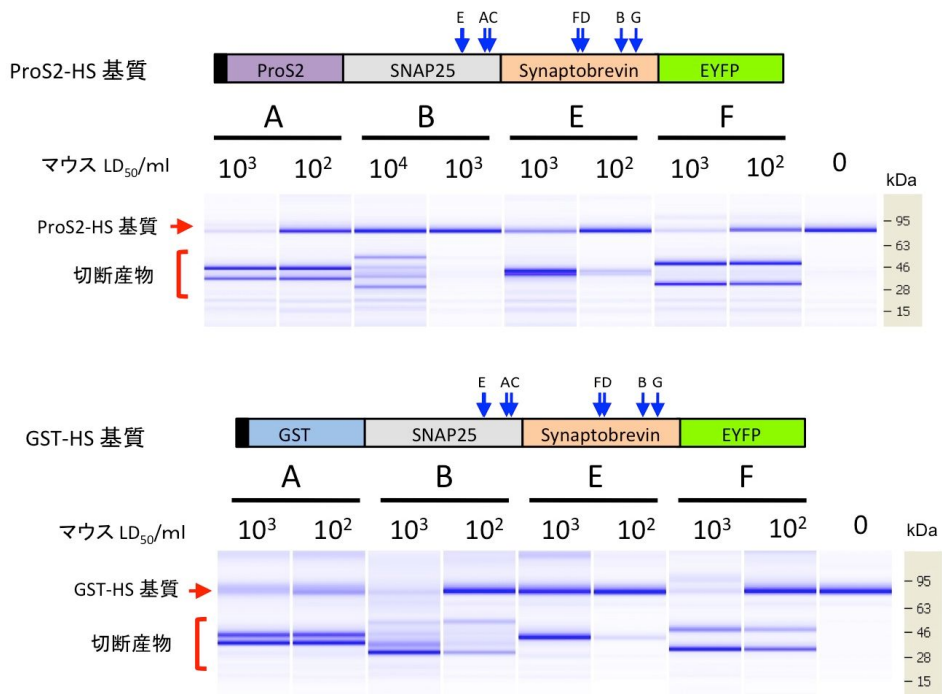 E AC FD B G
ProS2-HS 基質 ProS2 SNAP25 Synaptobrevin EYFP
A B E F
マウス LD₅₀/ml 10³ 10² 10⁴ 10³ 10³ 10² 10³ 10² 0
kDa
ProS2-HS 基質
切断産物
- 95
- 63
- 46
- 28
- 15
E AC FD B G
GST-HS 基質 GST SNAP25 Synaptobrevin EYFP
A B E F
マウス LD₅₀/ml 10³ 10² 10³ 10² 10³ 10² 10³ 10² 0
kDa
GST-HS 基質
切断産物
- 95
- 63
- 46
- 28
- 15